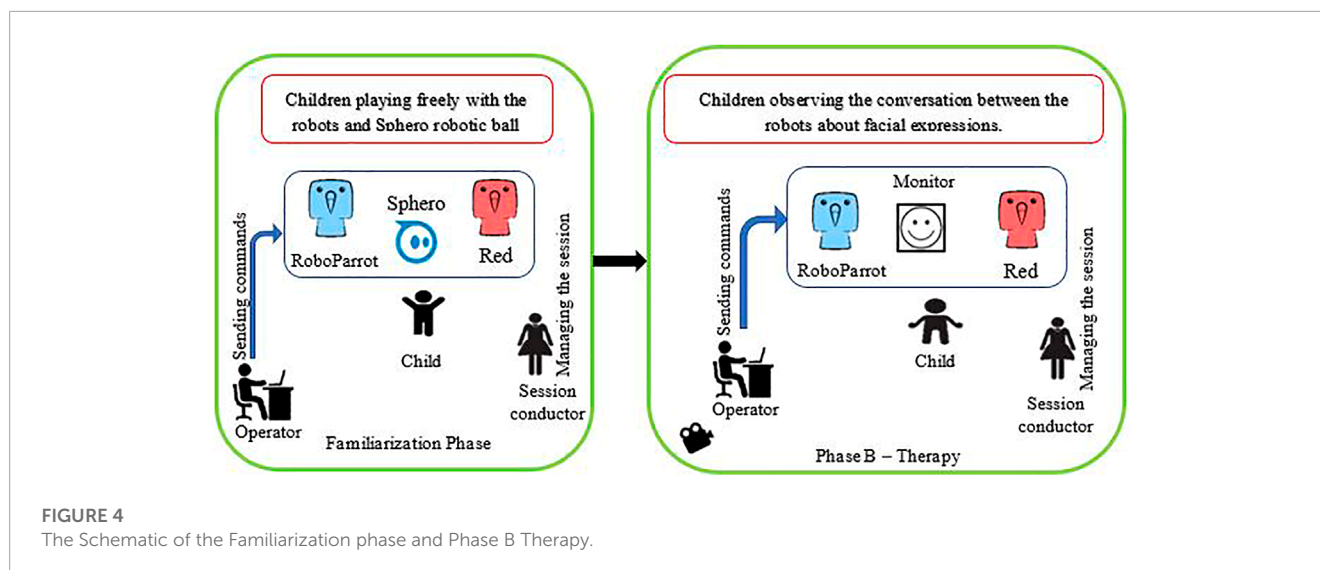 Children playing freely with the
robots and Sphero robotic ball
Sending commands
RoboParrot
Sphero
Red
Managing the session
Child
Operator
Session
conductor
Familiarization Phase
Children observing the conversation between the
robots about facial expressions.
Sending commands
RoboParrot
Monitor
Red
Managing the session
Child
Operator
Session
conductor
Phase B – Therapy
FIGURE 4
The Schematic of the Familiarization phase and Phase B Therapy.